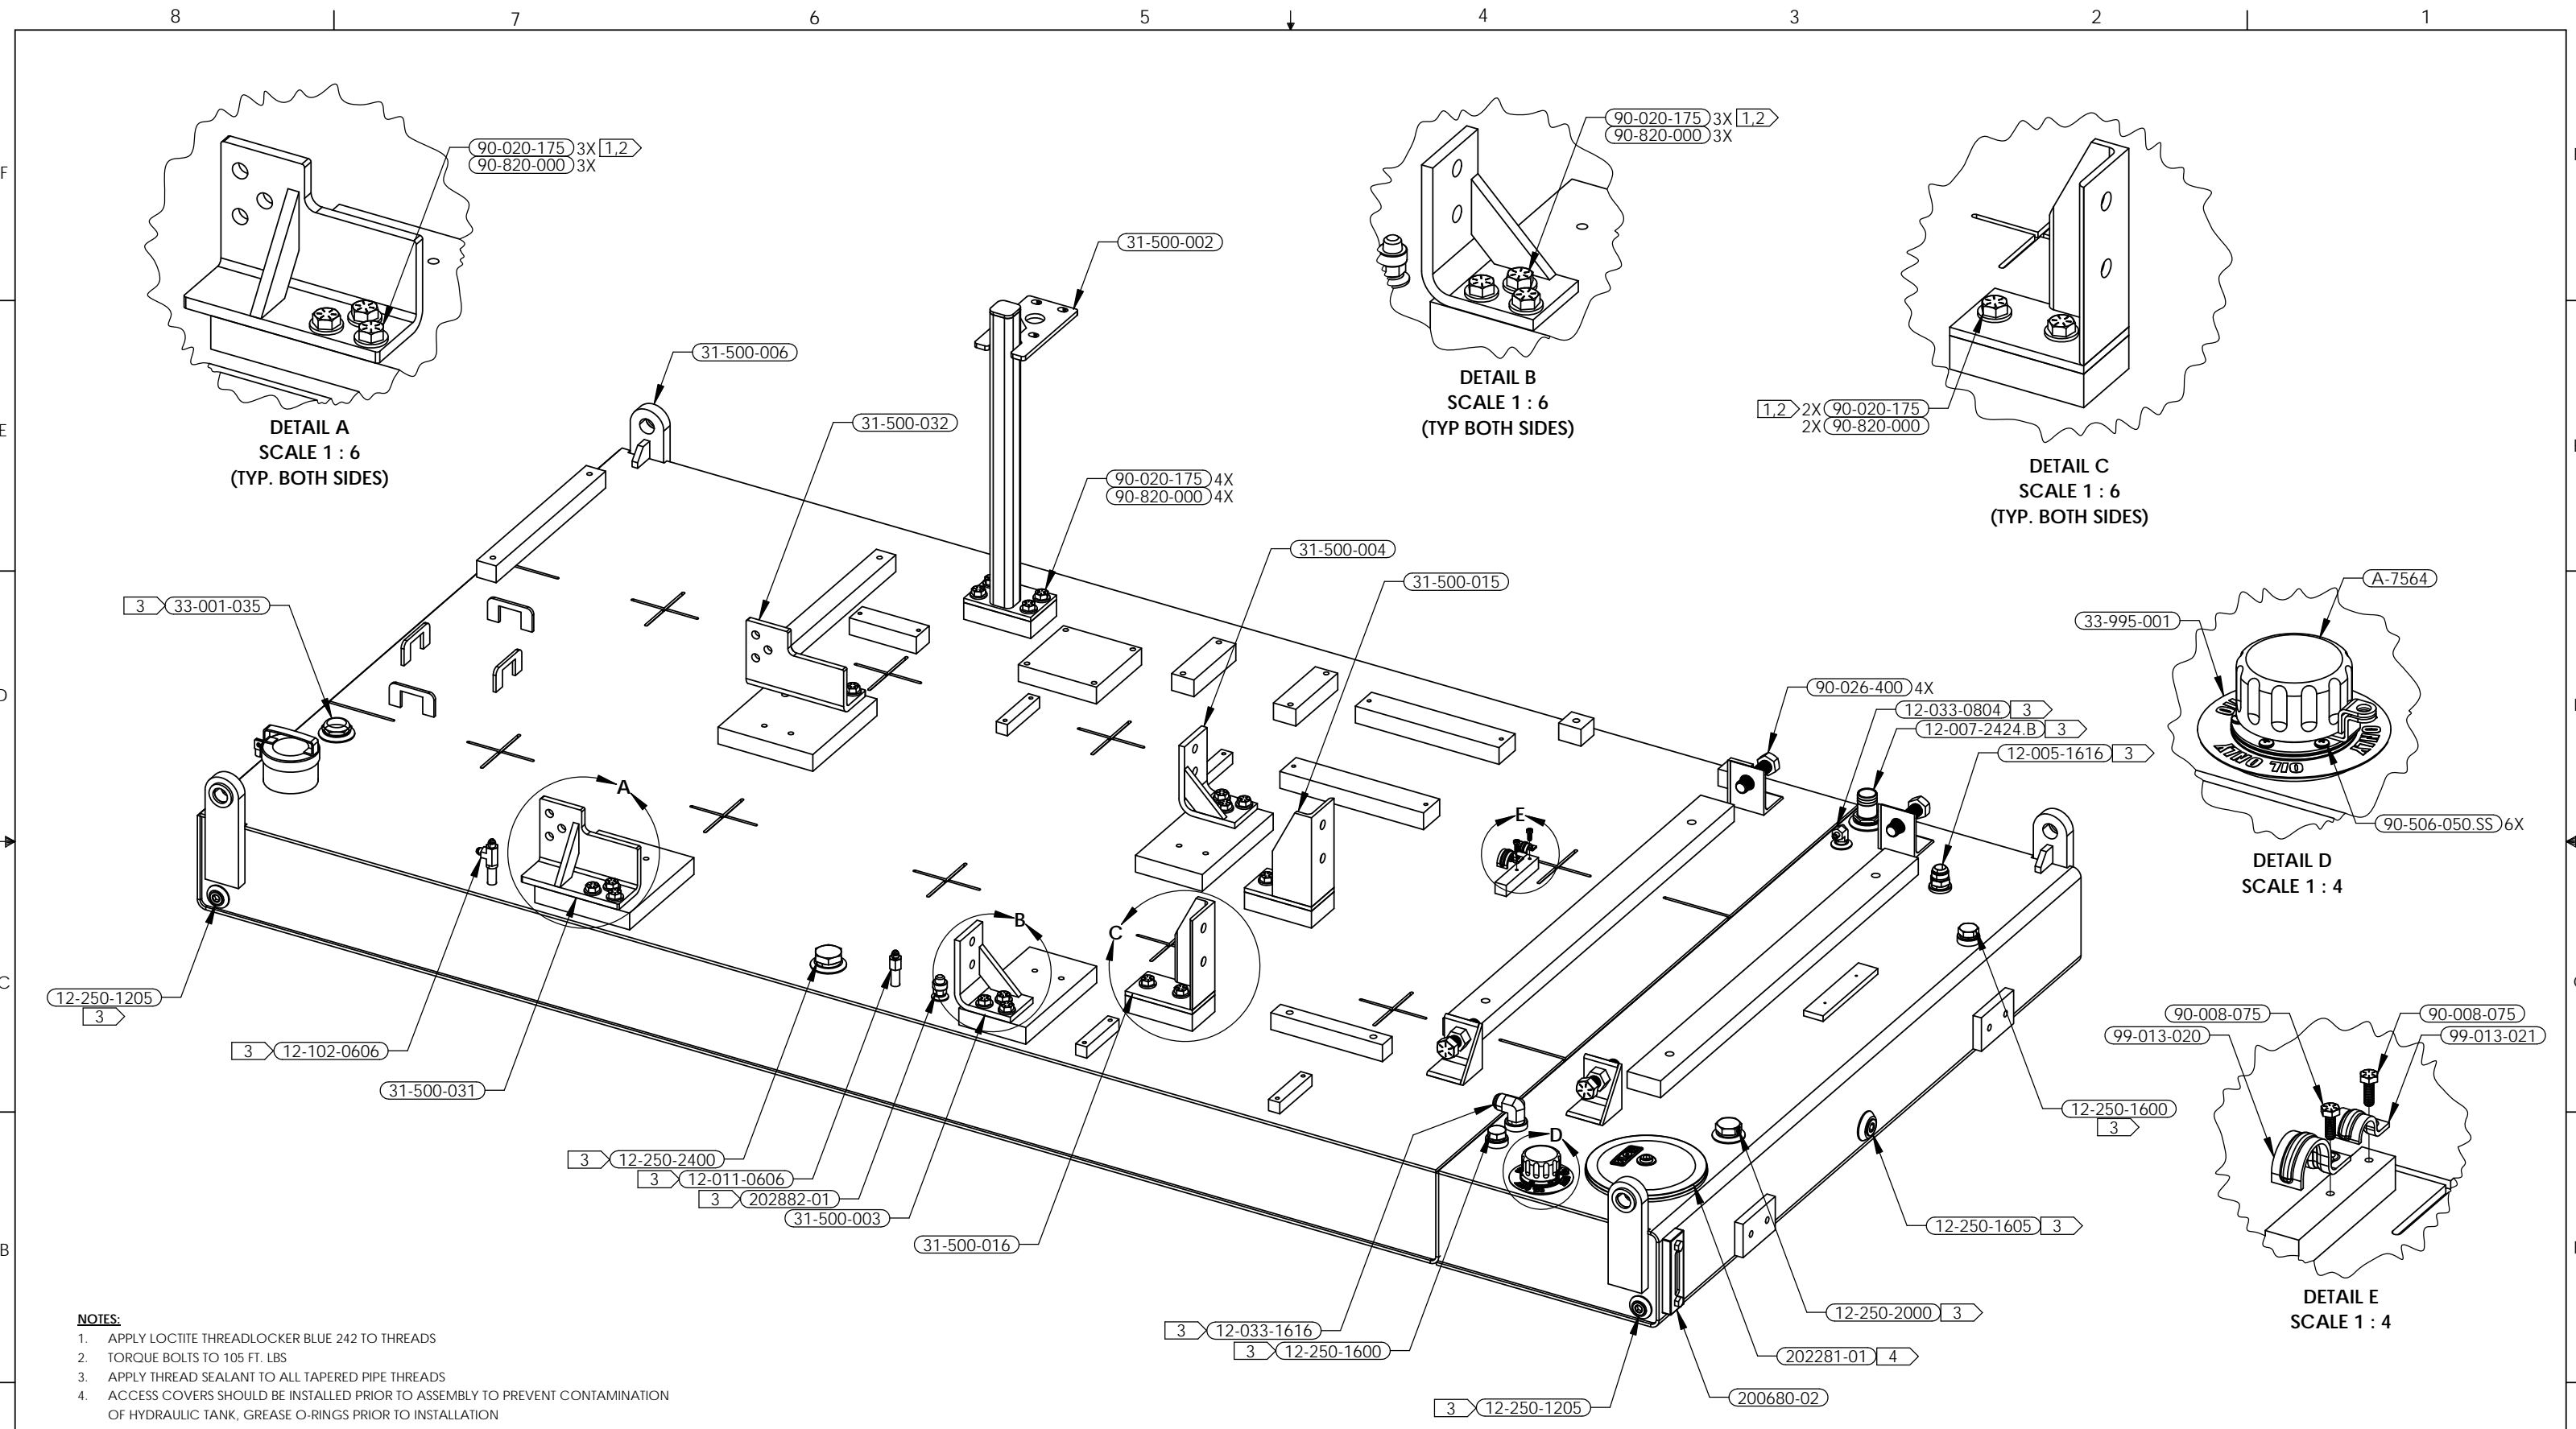 8 7 6 5 4 3 2 1
F
E
D
C
B
90-020-175 3X 1,2
90-820-000 3X
DETAIL A
SCALE 1 : 6
(TYP. BOTH SIDES)
90-020-175 3X 1,2
90-820-000 3X
DETAIL B
SCALE 1 : 6
(TYP BOTH SIDES)
1,2 2X 90-020-175
2X 90-820-000
DETAIL C
SCALE 1 : 6
(TYP. BOTH SIDES)
31-500-002
31-500-006
31-500-032
90-020-175 4X
90-820-000 4X
31-500-004
31-500-015
3 33-001-035
A-7564
33-995-001
OIL ONLY
90-506-050.SS 6X
DETAIL D
SCALE 1 : 4
90-026-400 4X
12-033-0804 3
12-007-2424.B 3
12-005-1616 3
A
B
C
D
E
12-250-1205
3
3 12-102-0606
31-500-031
3 12-250-2400
3 12-011-0606
3 202882-01
31-500-003
31-500-016
12-250-1600
3
12-250-1605 3
12-250-2000 3
202281-01 4
200680-02
3 12-033-1616
3 12-250-1600
3 12-250-1205
90-008-075
90-008-075
99-013-020
99-013-021
DETAIL E
SCALE 1 : 4
NOTES:
1. APPLY LOCTITE THREADLOCKER BLUE 242 TO THREADS
2. TORQUE BOLTS TO 105 FT. LBS
3. APPLY THREAD SEALANT TO ALL TAPERED PIPE THREADS
4. ACCESS COVERS SHOULD BE INSTALLED PRIOR TO ASSEMBLY TO PREVENT CONTAMINATION
OF HYDRAULIC TANK, GREASE O-RINGS PRIOR TO INSTALLATION